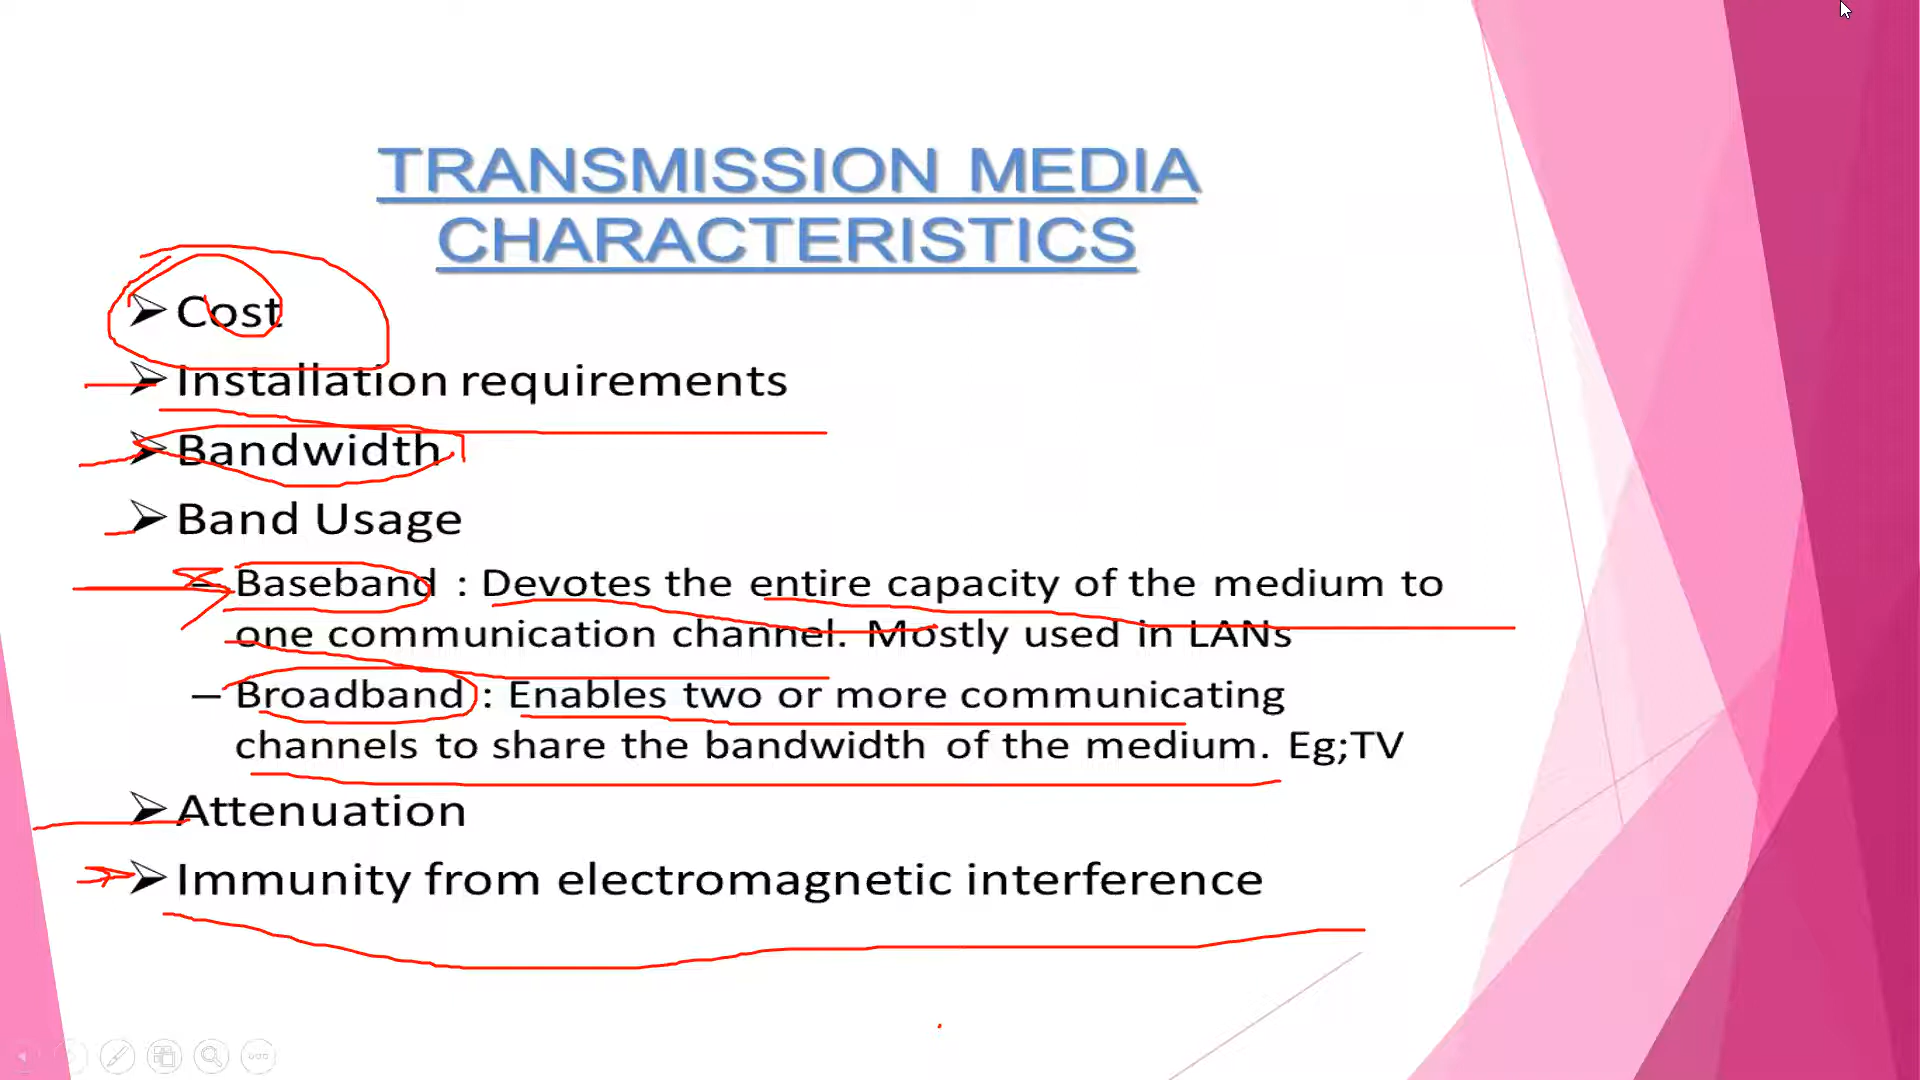 TRANSMISSION MEDIA
CHARACTERISTICS
➢ Cost
➢ Installation requirements
➢ Bandwidth
➢ Band Usage
– Baseband : Devotes the entire capacity of the medium to
one communication channel. Mostly used in LANs
– Broadband : Enables two or more communicating
channels to share the bandwidth of the medium. Eg;TV
➢ Attenuation
➢ Immunity from electromagnetic interference